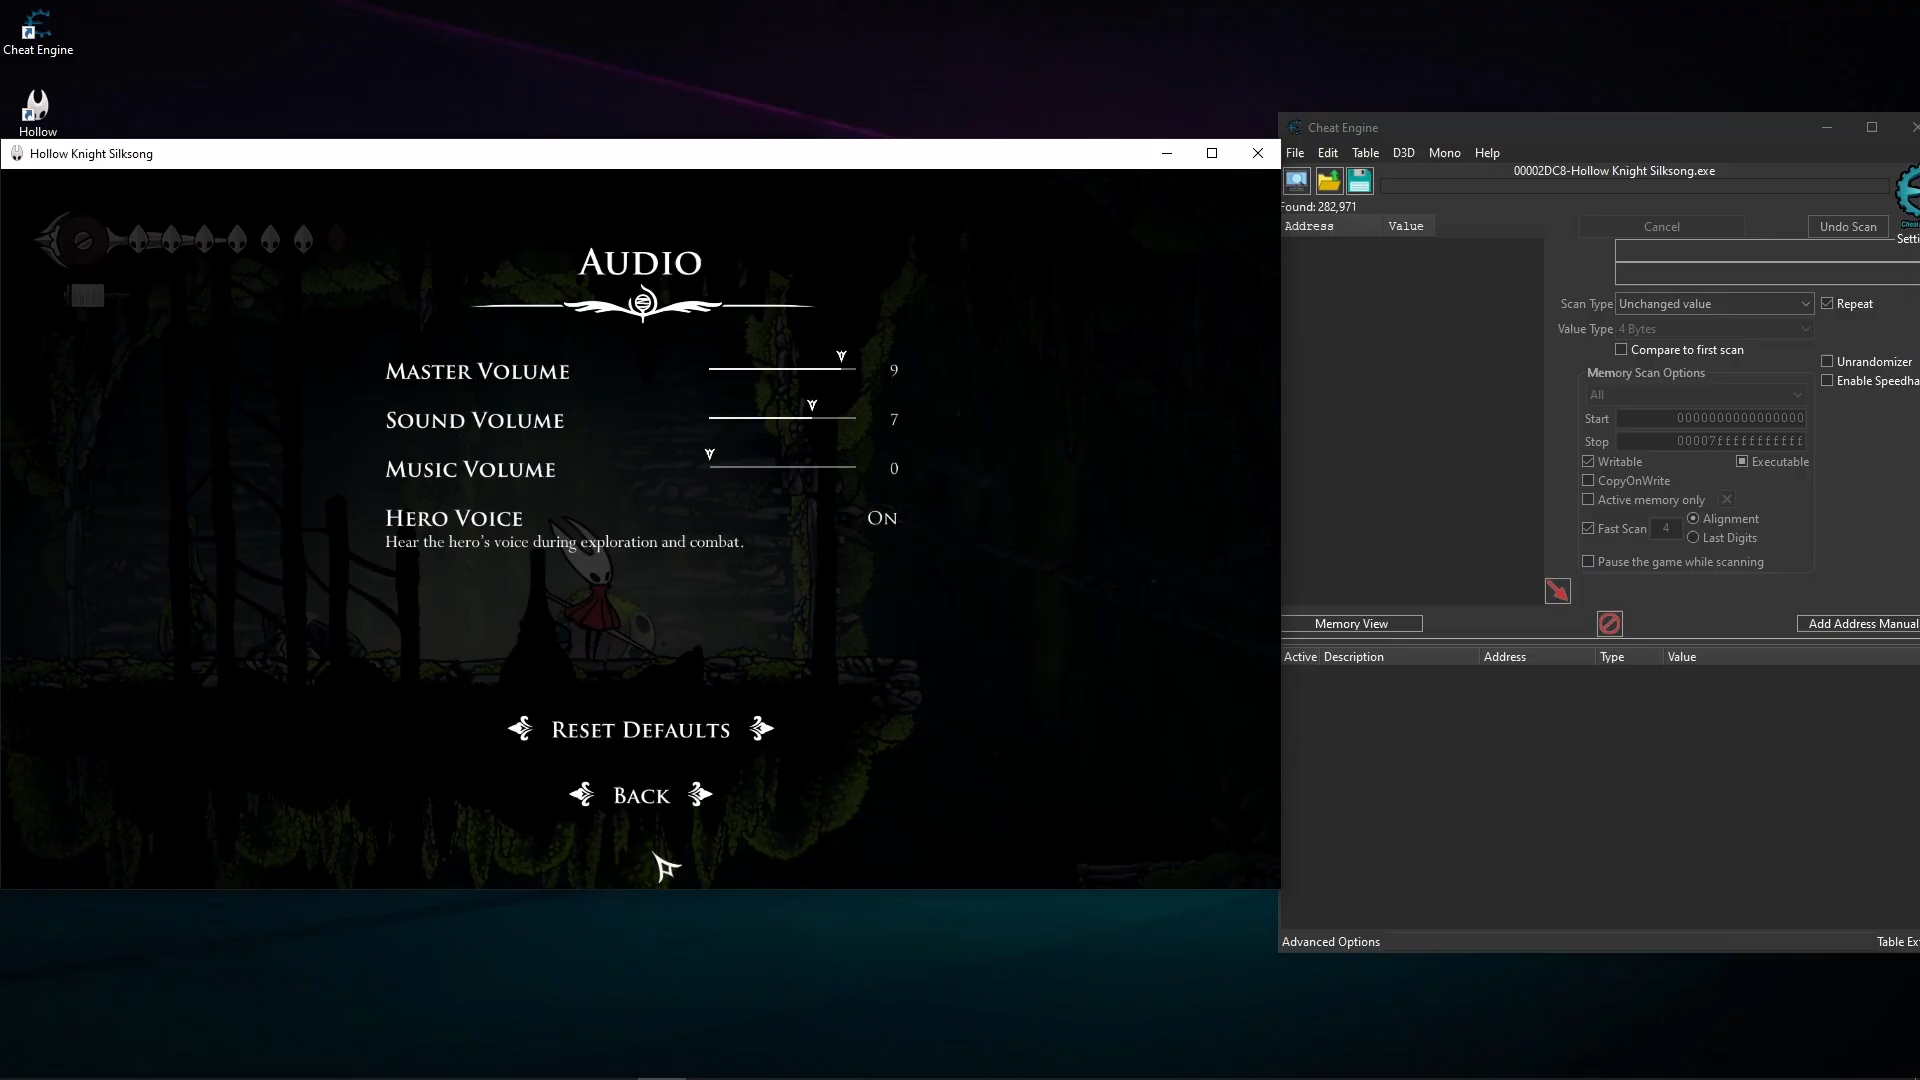 Cheat Engine
Hollow
Hollow Knight Silksong
AUDIO
MASTER VOLUME 9
SOUND VOLUME 7
MUSIC VOLUME 0
HERO VOICE ON
Hear the hero's voice during exploration and combat.
RESET DEFAULTS
BACK
Cheat Engine
File Edit Table D3D Mono Help
00002DC8-Hollow Knight Silksong.exe
Found: 282,971
Address Value
Cancel Undo Scan
Setti
Scan Type Unchanged value Repeat
Value Type 4 Bytes
Compare to first scan
Unrandomizer
Memory Scan Options
Enable Speedha
All
Start 0000000000000000
Stop 00007fffffffffff
Writable Executable
CopyOnWrite
Active memory only
Fast Scan 4 Alignment
Last Digits
Pause the game while scanning
Memory View Add Address Manual
Active Description Address Type Value
Advanced Options Table Ex